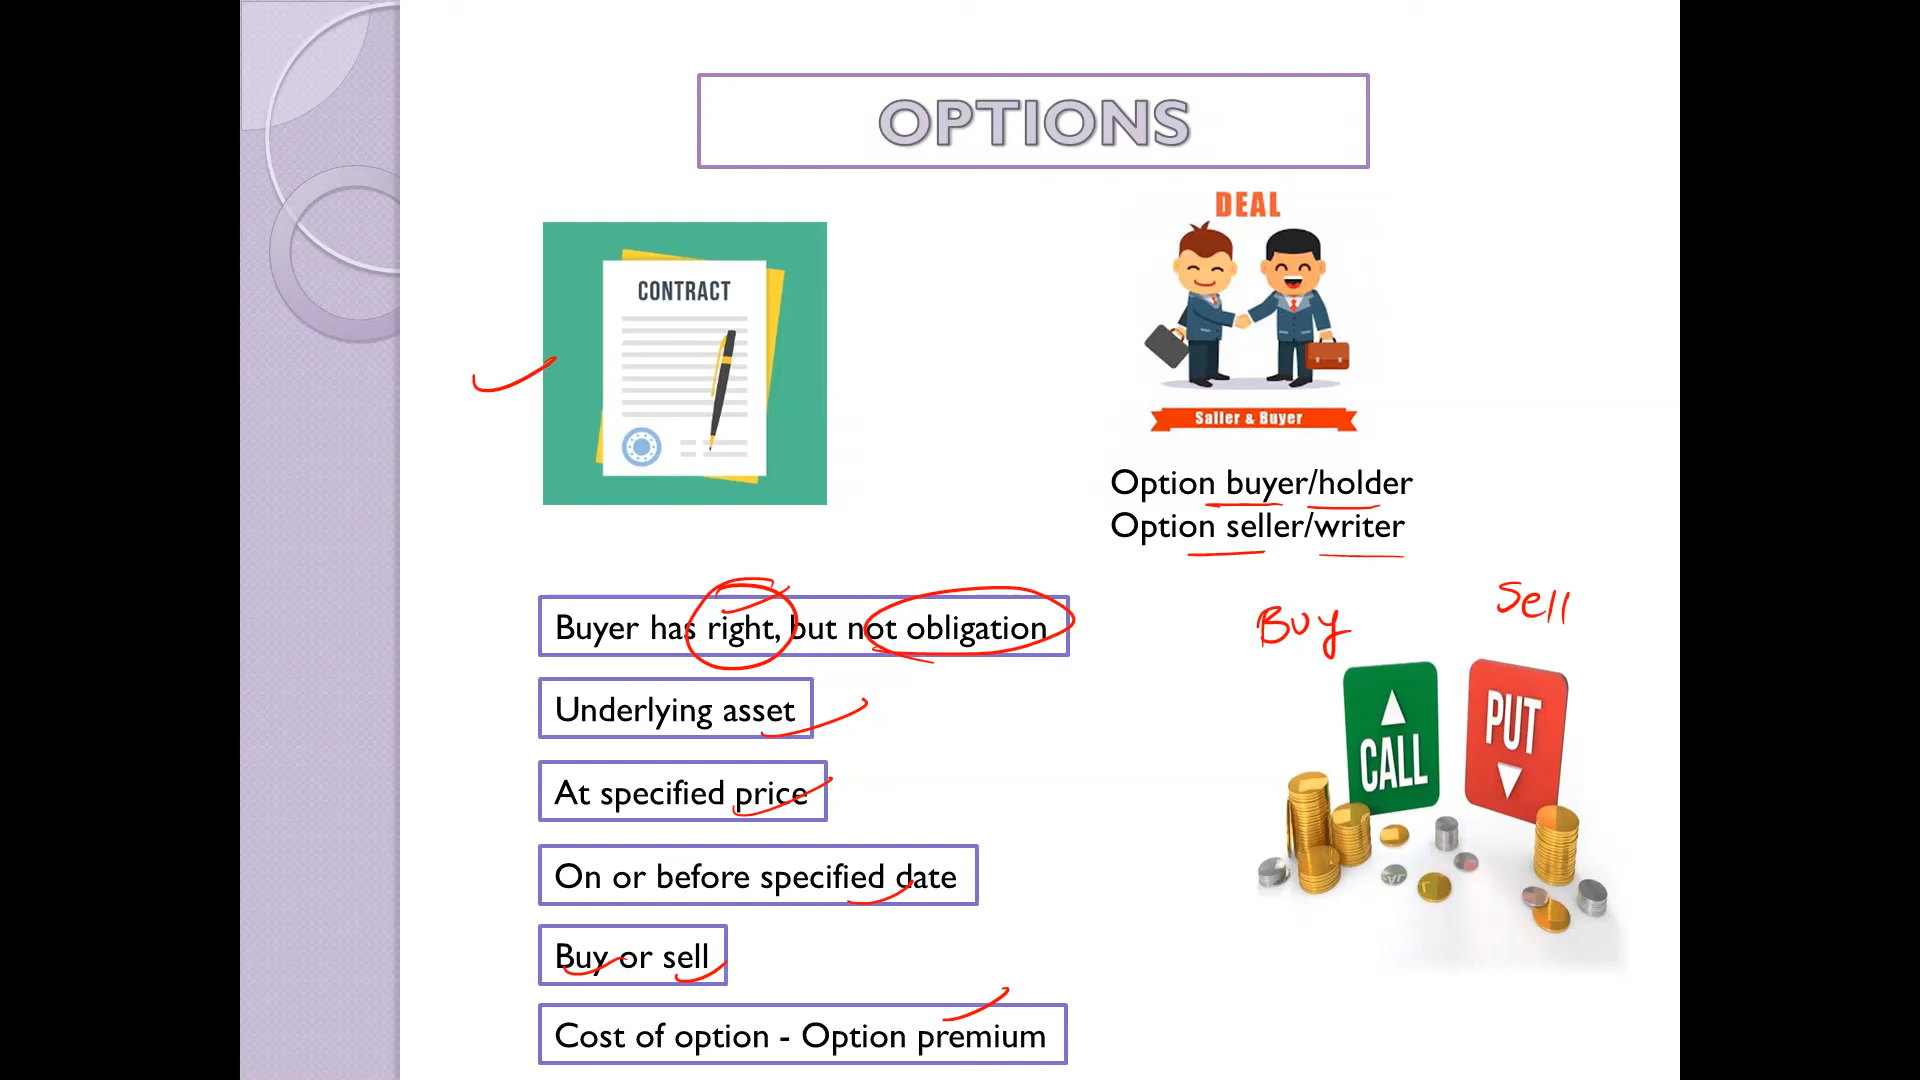 OPTIONS
DEAL
CONTRACT
Saller & Buyer
Option buyer/holder
Option seller/writer
Buyer has right, but not obligation
Buy
Sell
Underlying asset
CALL
PUT
At specified price
On or before specified date
Buy or sell
Cost of option - Option premium